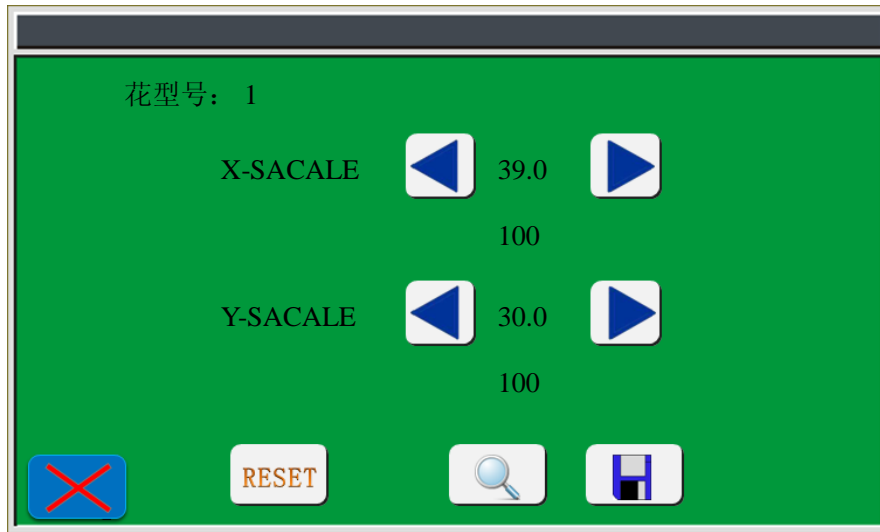 花型号： 1
X-SACALE 39.0
100
Y-SACALE 30.0
100
RESET